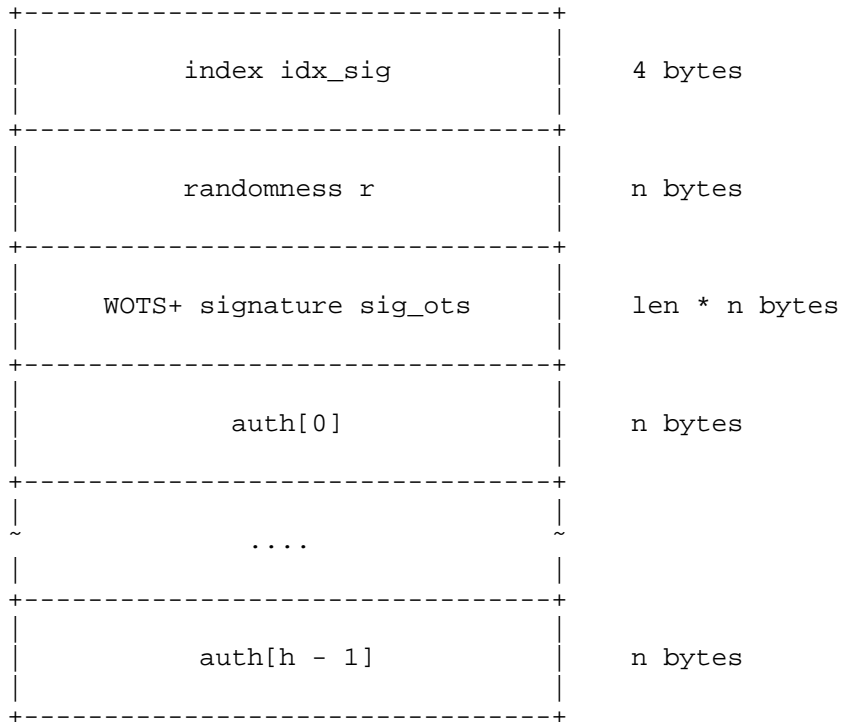 index idx_sig 4 bytes
randomness r n bytes
WOTS+ signature sig_ots len * n bytes
auth[0] n bytes
~ .... ~
auth[h - 1] n bytes